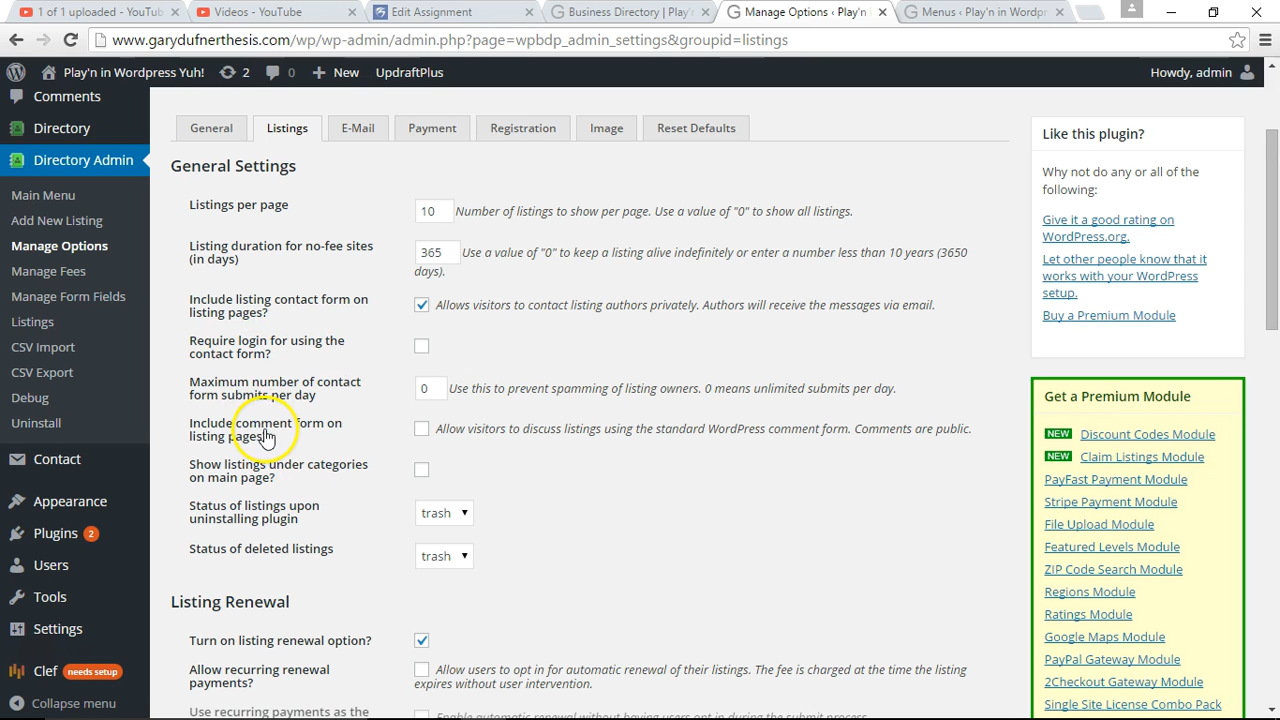 1 of 1 uploaded - YouTub
Videos - YouTube
Edit Assignment
Business Directory | Play'
Manage Options ‹ Play'n
Menus ‹ Play'n in Wordpr
www.garydufnerthesis.com/wp/wp-admin/admin.php?page=wpbdp_admin_settings&groupid=listings
Play'n in Wordpress Yuh!
2
0
New
UpdraftPlus
Howdy, admin
Comments
Directory
Directory Admin
Main Menu
Add New Listing
Manage Options
Manage Fees
Manage Form Fields
Listings
CSV Import
CSV Export
Debug
Uninstall
Contact
Appearance
Plugins 2
Users
Tools
Settings
Clef needs setup
Collapse menu
General
Listings
E-Mail
Payment
Registration
Image
Reset Defaults
General Settings
Listings per page
10 Number of listings to show per page. Use a value of "0" to show all listings.
Listing duration for no-fee sites
(in days)
365 Use a value of "0" to keep a listing alive indefinitely or enter a number less than 10 years (3650
days).
Include listing contact form on
listing pages?
Allows visitors to contact listing authors privately. Authors will receive the messages via email.
Require login for using the
contact form?
Maximum number of contact
form submits per day
0 Use this to prevent spamming of listing owners. 0 means unlimited submits per day.
Include comment form on
listing pages?
Allow visitors to discuss listings using the standard WordPress comment form. Comments are public.
Show listings under categories
on main page?
Status of listings upon
uninstalling plugin
trash
Status of deleted listings
trash
Listing Renewal
Turn on listing renewal option?
Allow recurring renewal
payments?
Allow users to opt in for automatic renewal of their listings. The fee is charged at the time the listing
expires without user intervention.
Use recurring payments as the
Enable automatic renewal without having users opt in during the submit process.
Like this plugin?
Why not do any or all of the
following:
Give it a good rating on
WordPress.org.
Let other people know that it
works with your WordPress
setup.
Buy a Premium Module
Get a Premium Module
NEW Discount Codes Module
NEW Claim Listings Module
PayFast Payment Module
Stripe Payment Module
File Upload Module
Featured Levels Module
ZIP Code Search Module
Regions Module
Ratings Module
Google Maps Module
PayPal Gateway Module
2Checkout Gateway Module
Single Site License Combo Pack